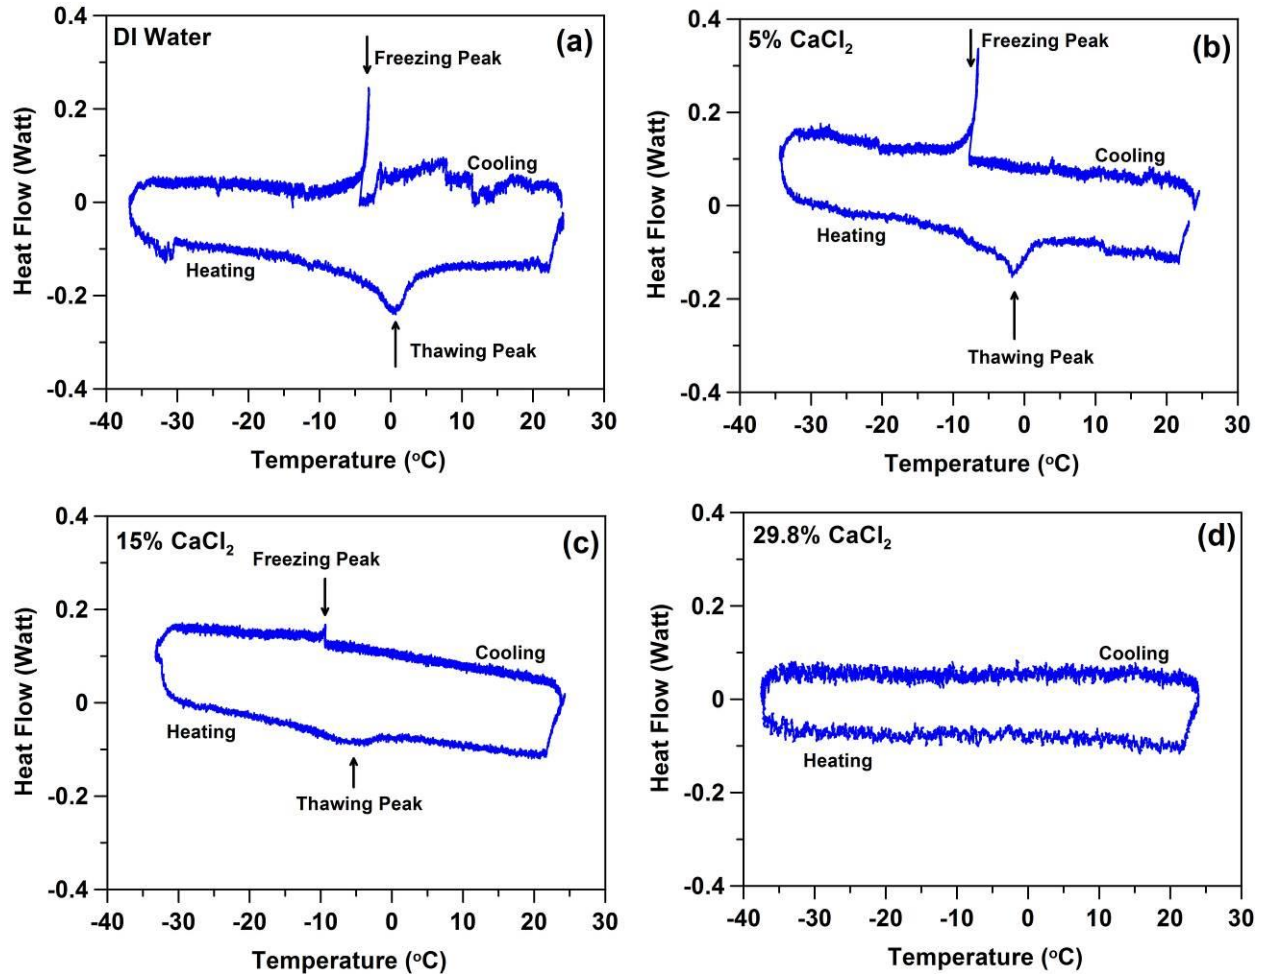 DI Water
(a)
Freezing Peak
Cooling
Heating
Thawing Peak
0.4
0.2
0
-0.2
-0.4
Heat Flow (Watt)
-40 -30 -20 -10 0 10 20 30
Temperature (°C)
5% CaCl₂
(b)
Freezing Peak
Cooling
Heating
Thawing Peak
0.4
0.2
0
-0.2
-0.4
Heat Flow (Watt)
-40 -30 -20 -10 0 10 20 30
Temperature (°C)
15% CaCl₂
(c)
Freezing Peak
Cooling
Heating
Thawing Peak
0.4
0.2
0
-0.2
-0.4
Heat Flow (Watt)
-40 -30 -20 -10 0 10 20 30
Temperature (°C)
29.8% CaCl₂
(d)
Cooling
Heating
0.4
0.2
0
-0.2
-0.4
Heat Flow (Watt)
-40 -30 -20 -10 0 10 20 30
Temperature (°C)